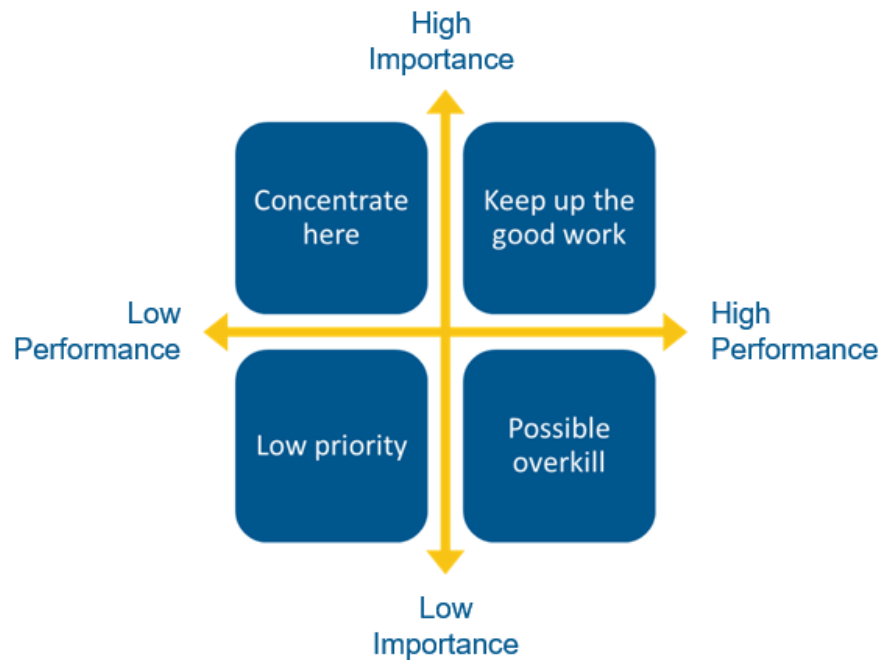 High
Importance
Concentrate
here
Keep up the
good work
Low
Performance
High
Performance
Low priority
Possible
overkill
Low
Importance